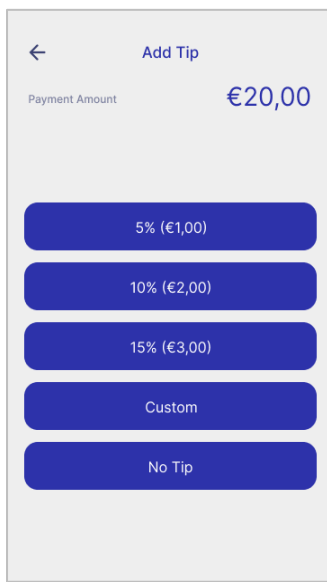 Add Tip
Payment Amount €20,00
5% (€1,00)
10% (€2,00)
15% (€3,00)
Custom
No Tip